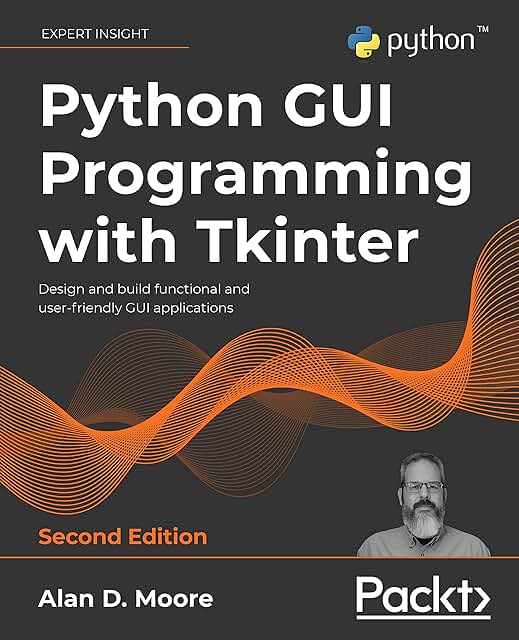 EXPERT INSIGHT
python™
Python GUI
Programming
with Tkinter
Design and build functional and
user-friendly GUI applications
Second Edition
Alan D. Moore
Packt>